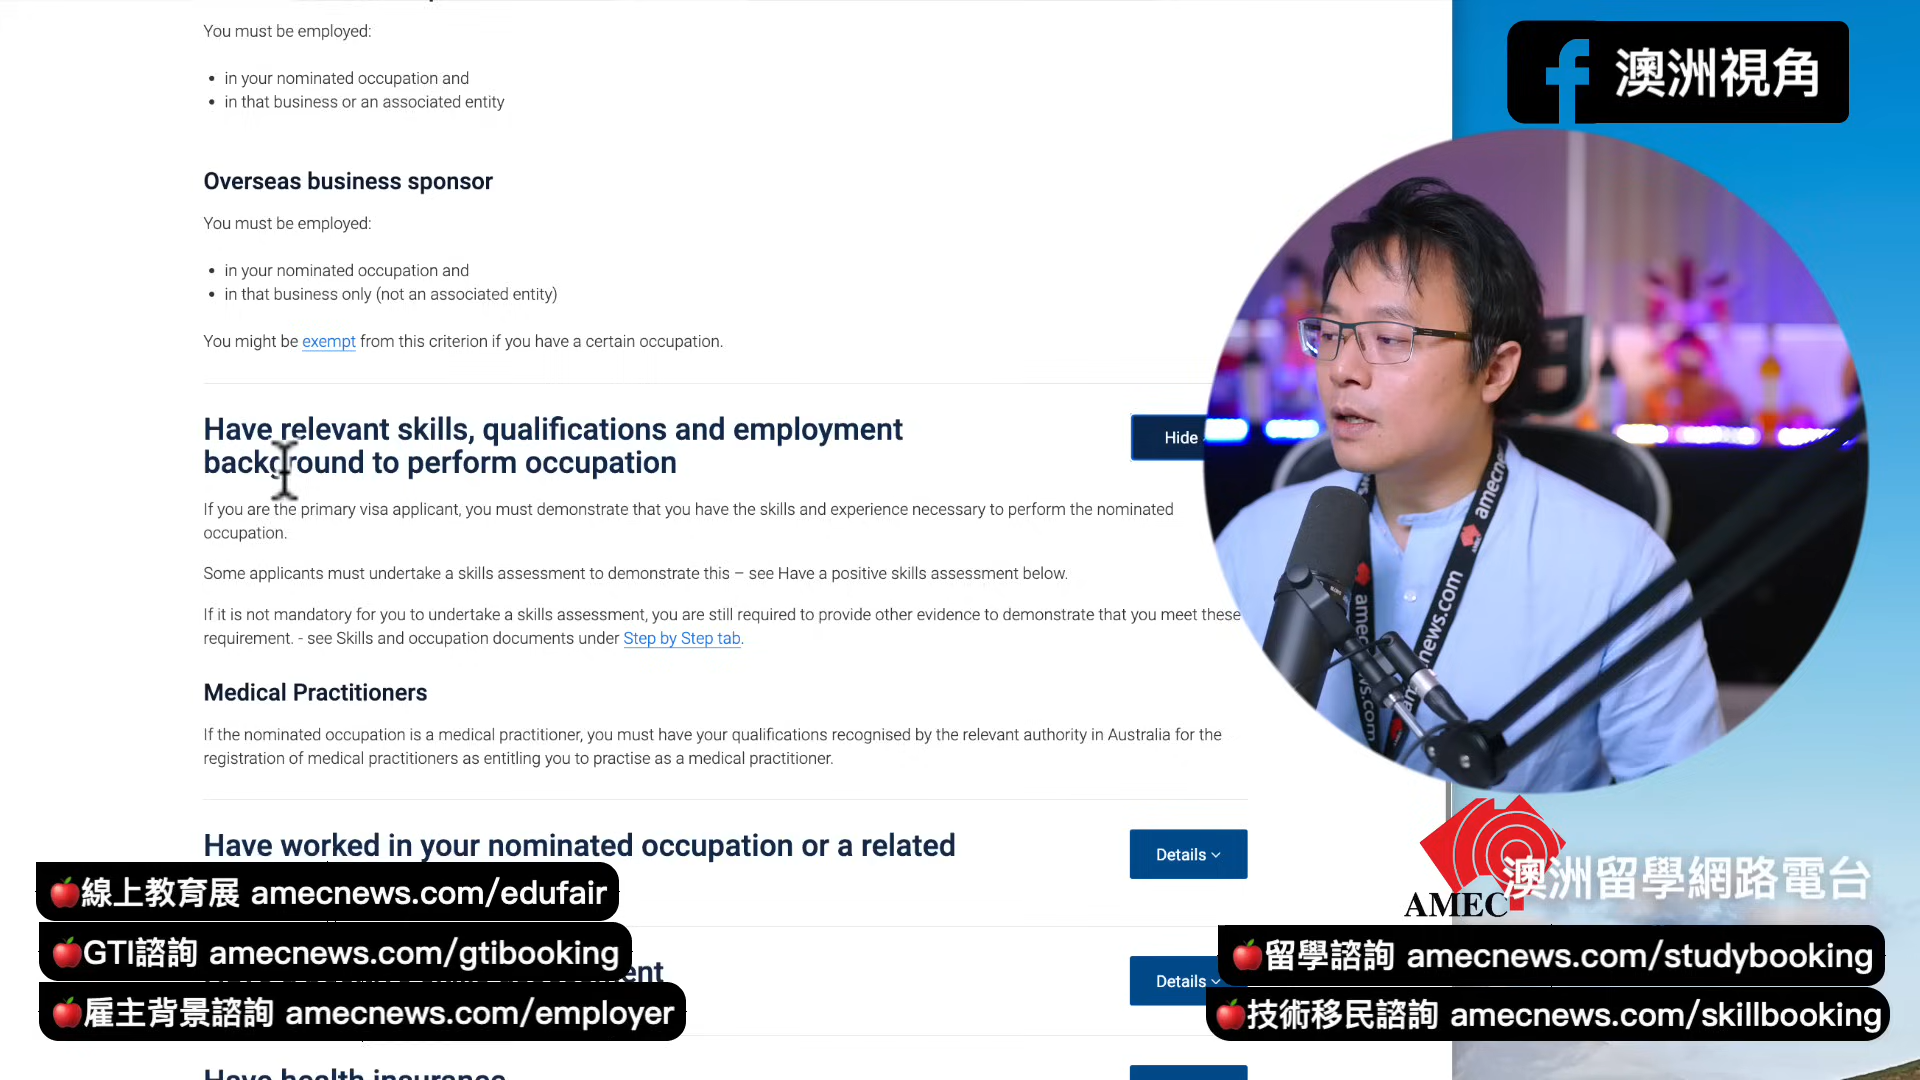 You must be employed:
• in your nominated occupation and
• in that business or an associated entity
Overseas business sponsor
You must be employed:
• in your nominated occupation and
• in that business only (not an associated entity)
You might be exempt from this criterion if you have a certain occupation.
Have relevant skills, qualifications and employment
background to perform occupation
Hide
If you are the primary visa applicant, you must demonstrate that you have the skills and experience necessary to perform the nominated
occupation.
Some applicants must undertake a skills assessment to demonstrate this – see Have a positive skills assessment below.
If it is not mandatory for you to undertake a skills assessment, you are still required to provide other evidence to demonstrate that you meet these
requirement. - see Skills and occupation documents under Step by Step tab.
Medical Practitioners
If the nominated occupation is a medical practitioner, you must have your qualifications recognised by the relevant authority in Australia for the
registration of medical practitioners as entitling you to practise as a medical practitioner.
Have worked in your nominated occupation or a related
Details
Details
Have health insurance
澳洲視角
amecnews.com
amecnews.com
AMEC
澳洲留學網路電台
線上教育展 amecnews.com/edufair
GTI諮詢 amecnews.com/gtibooking
雇主背景諮詢 amecnews.com/employer
留學諮詢 amecnews.com/studybooking
技術移民諮詢 amecnews.com/skillbooking